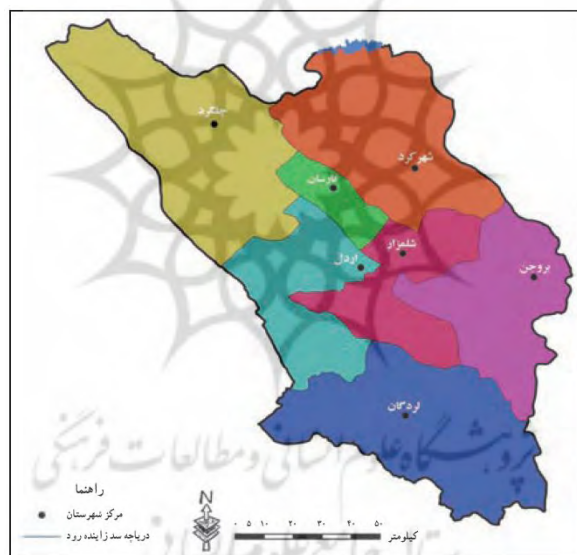 چلگرد
شهرکرد
فارسان
شلمزار
اردل
بروجن
لردگان
پژوهشگاه علوم انسانی و مطالعات فرهنگی
راهنما
مرکز شهرستان
دریاچه سد زاینده رود
N
۰ ۵ ۱۰ ۲۰ ۳۰ ۴۰ ۵۰
کیلومتر